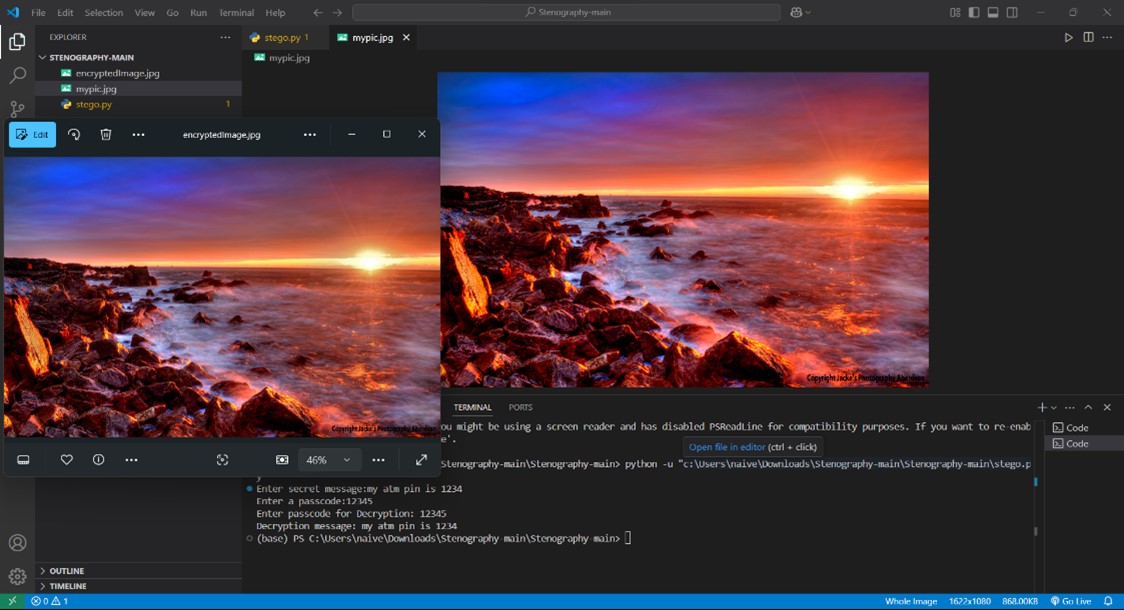 File Edit Selection View Go Run Terminal Help
Stenography-main
EXPLORER
STENOGRAPHY-MAIN
encryptedImage.jpg
mypic.jpg
stego.py 1
stego.py 1 mypic.jpg
mypic.jpg
Edit encryptedImage.jpg
Copyright Jacke's Photography Aberdeen
Copyright Jacke's Photography Aberdeen
46%
TERMINAL PORTS
ou might be using a screen reader and has disabled PSReadLine for compatibility purposes. If you want to re-enab
e'.
Open file in editor (ctrl + click)
Stenography-main\Stenography-main> python -u "c:\Users\naive\Downloads\Stenography-main\Stenography-main\stego.p
y
Enter secret message:my atm pin is 1234
Enter a passcode:12345
Enter passcode for Decryption: 12345
Decryption message: my atm pin is 1234
(base) PS C:\Users\naive\Downloads\Stenography-main\Stenography-main>
Code
Code
OUTLINE
TIMELINE
0 1 Whole Image 1622x1080 868.00KB Go Live